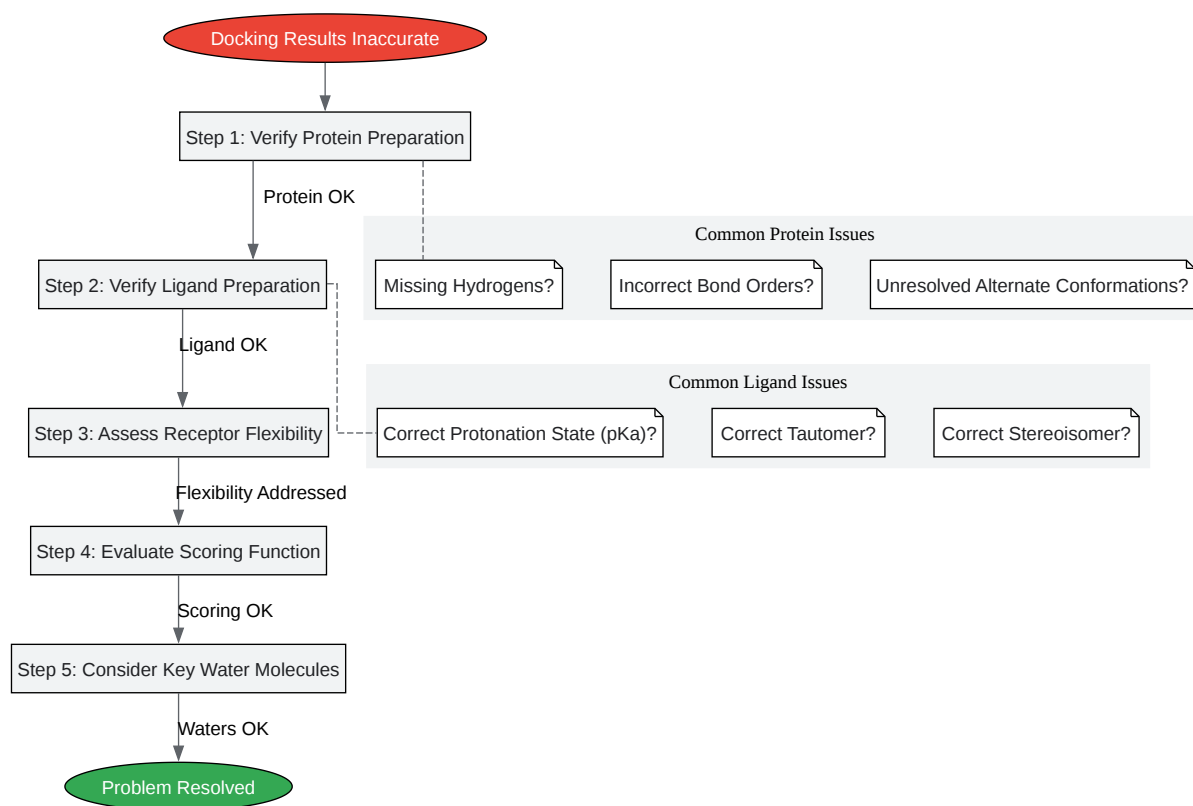 Docking Results Inaccurate
Step 1: Verify Protein Preparation
Protein OK
Common Protein Issues
Missing Hydrogens?
Incorrect Bond Orders?
Unresolved Alternate Conformations?
Step 2: Verify Ligand Preparation
Ligand OK
Common Ligand Issues
Correct Protonation State (pKa)?
Correct Tautomer?
Correct Stereoisomer?
Step 3: Assess Receptor Flexibility
Flexibility Addressed
Step 4: Evaluate Scoring Function
Scoring OK
Step 5: Consider Key Water Molecules
Waters OK
Problem Resolved